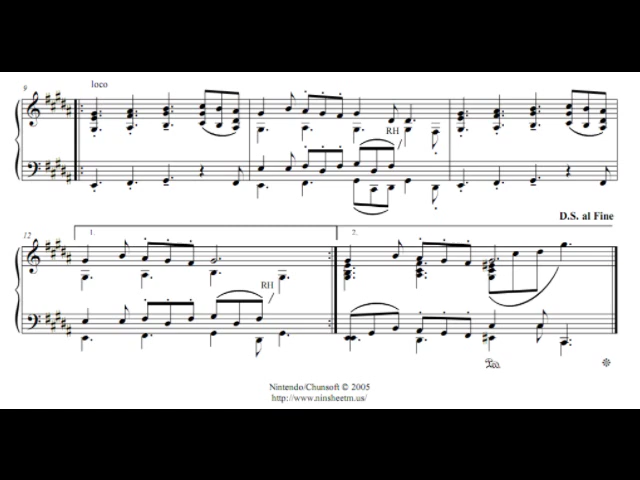 9
loco
RH
D.S. al Fine
12
1.
2.
RH
Nintendo/Chunsoft © 2005
http://www.ninsheetm.us/